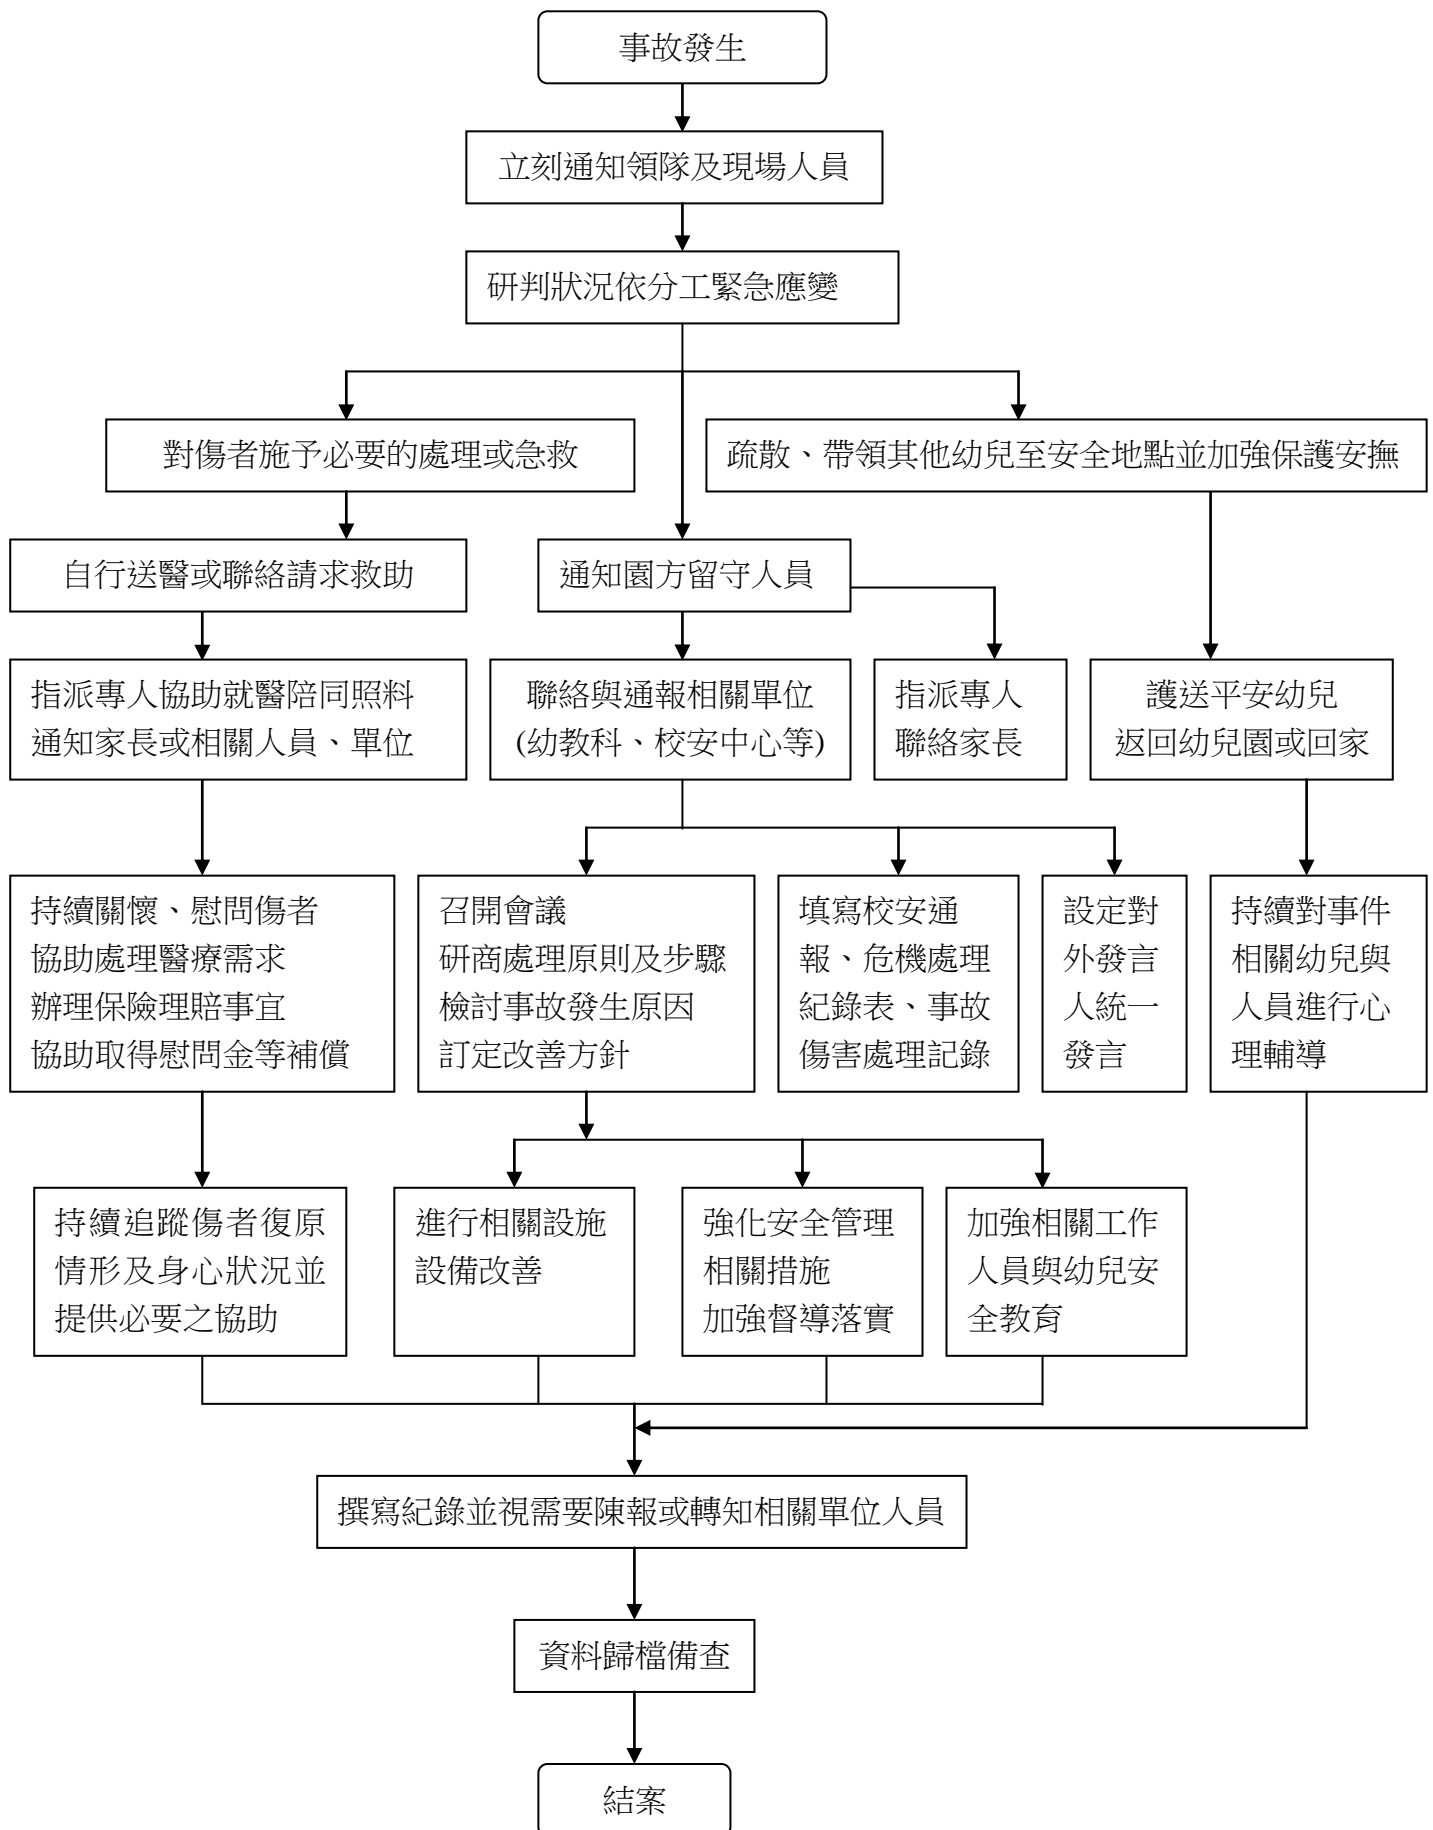 事故發生
立刻通知領隊及現場人員
研判狀況依分工緊急應變
對傷者施予必要的處理或急救
疏散、帶領其他幼兒至安全地點並加強保護安撫
自行送醫或聯絡請求救助
通知園方留守人員
指派專人協助就醫陪同照料
通知家長或相關人員、單位
聯絡與通報相關單位
(幼教科、校安中心等)
指派專人
聯絡家長
護送平安幼兒
返回幼兒園或回家
持續關懷、慰問傷者
協助處理醫療需求
辦理保險理賠事宜
協助取得慰問金等補償
召開會議
研商處理原則及步驟
檢討事故發生原因
訂定改善方針
填寫校安通
報、危機處理
紀錄表、事故
傷害處理記錄
設定對
外發言
人統一
發言
持續對事件
相關幼兒與
人員進行心
理輔導
持續追蹤傷者復原
情形及身心狀況並
提供必要之協助
進行相關設施
設備改善
強化安全管理
相關措施
加強督導落實
加強相關工作
人員與幼兒安
全教育
撰寫紀錄並視需要陳報或轉知相關單位人員
資料歸檔備查
結案